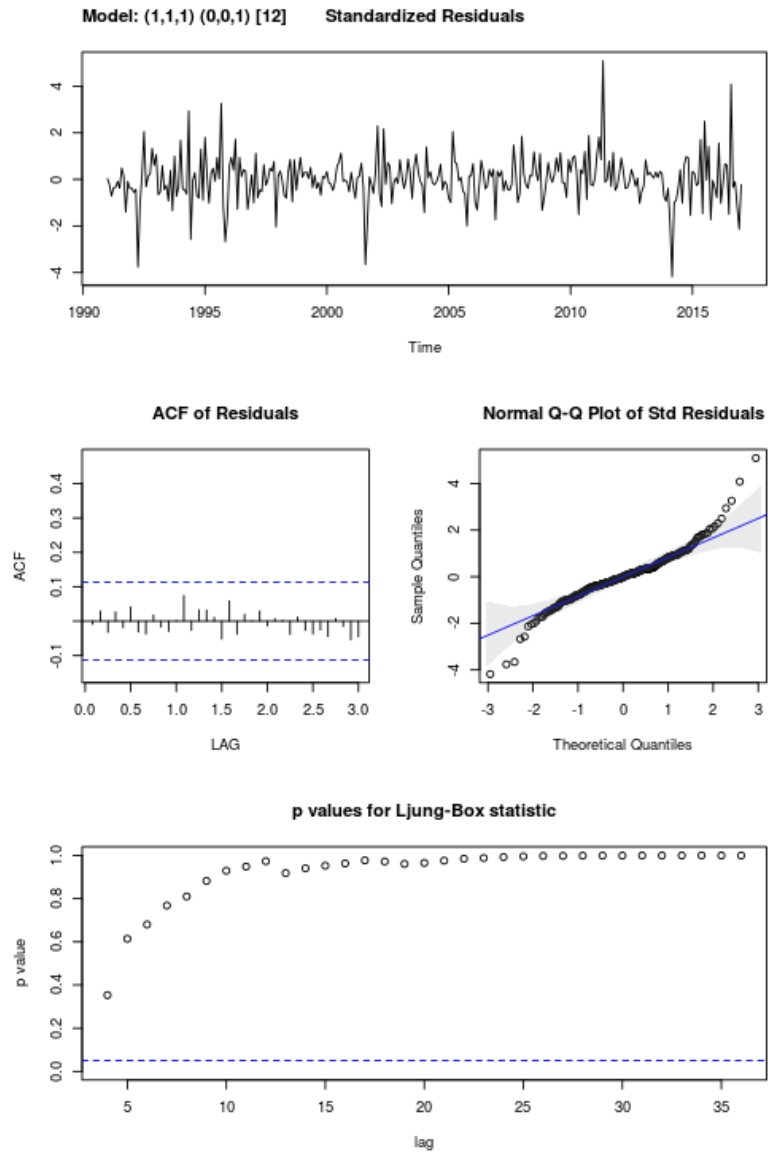 Model: (1,1,1) (0,0,1) [12] Standardized Residuals
4
2
0
-2
-4
1990 1995 2000 2005 2010 2015
Time
ACF of Residuals
ACF
0.4
0.3
0.2
0.1
-0.1
0.0 0.5 1.0 1.5 2.0 2.5 3.0
LAG
Normal Q-Q Plot of Std Residuals
Sample Quantiles
4
2
0
-2
-4
-3 -2 -1 0 1 2 3
Theoretical Quantiles
p values for Ljung-Box statistic
p value
1.0
0.8
0.6
0.4
0.2
0.0
5 10 15 20 25 30 35
lag